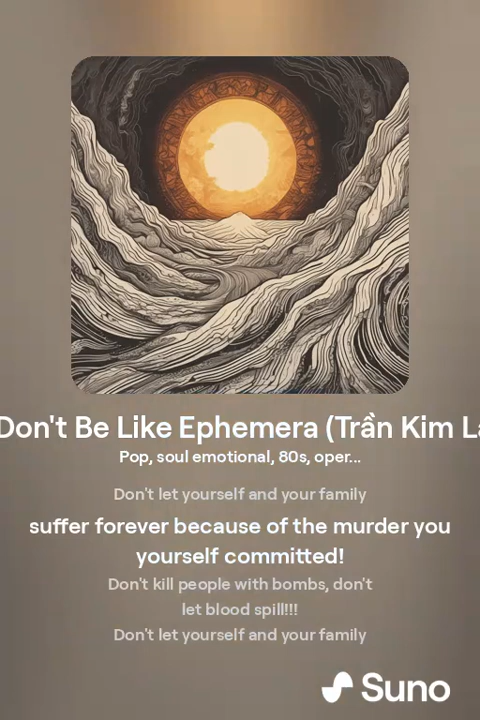 Don't Be Like Ephemera (Trần Kim La
Pop, soul emotional, 80s, oper...
Don't let yourself and your family
suffer forever because of the murder you
yourself committed!
Don't kill people with bombs, don't
let blood spill!!!
Don't let yourself and your family
Suno